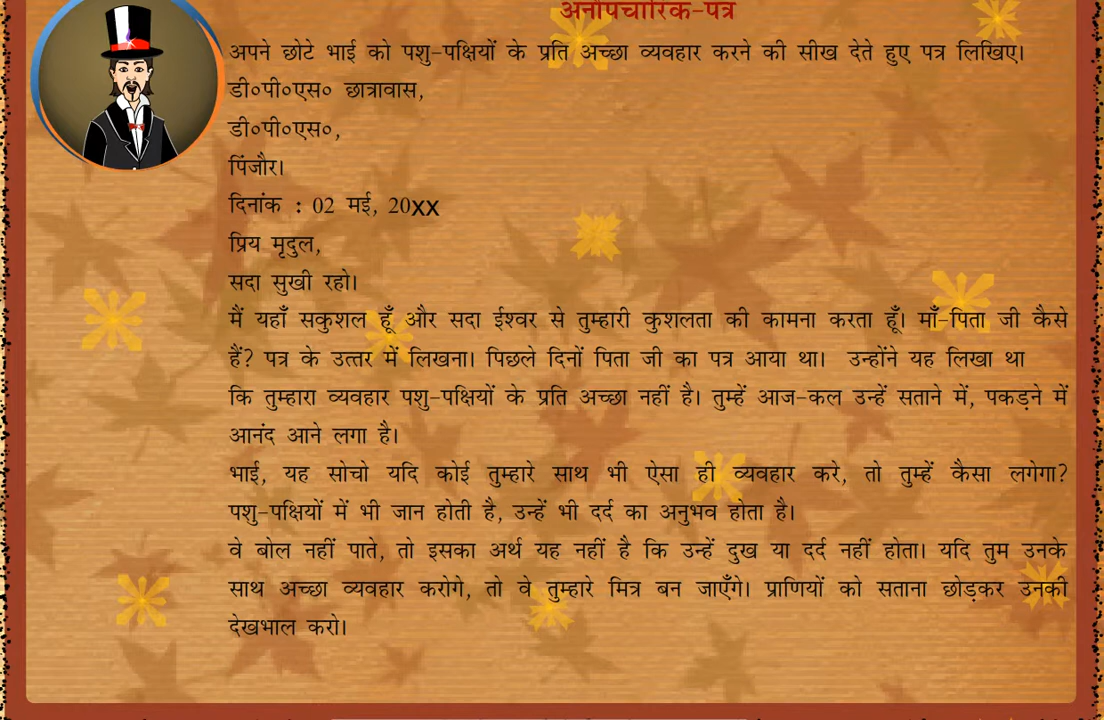 अनौपचारिक-पत्र
अपने छोटे भाई को पशु-पक्षियों के प्रति अच्छा व्यवहार करने की सीख देते हुए पत्र लिखिए।
डी०पी०एस० छात्रावास,
डी०पी०एस०,
पिंजौर।
दिनांक : 02 मई, 20xx
प्रिय मृदुल,
सदा सुखी रहो।
मैं यहाँ सकुशल हूँ और सदा ईश्वर से तुम्हारी कुशलता की कामना करता हूँ। माँ-पिता जी कैसे
हैं? पत्र के उत्तर में लिखना। पिछले दिनों पिता जी का पत्र आया था। उन्होंने यह लिखा था
कि तुम्हारा व्यवहार पशु-पक्षियों के प्रति अच्छा नहीं है। तुम्हें आज-कल उन्हें सताने में, पकड़ने में
आनंद आने लगा है।
भाई, यह सोचो यदि कोई तुम्हारे साथ भी ऐसा ही व्यवहार करे, तो तुम्हें कैसा लगेगा?
पशु-पक्षियों में भी जान होती है, उन्हें भी दर्द का अनुभव होता है।
वे बोल नहीं पाते, तो इसका अर्थ यह नहीं है कि उन्हें दुख या दर्द नहीं होता। यदि तुम उनके
साथ अच्छा व्यवहार करोगे, तो वे तुम्हारे मित्र बन जाएँगे। प्राणियों को सताना छोड़कर उनकी
देखभाल करो।